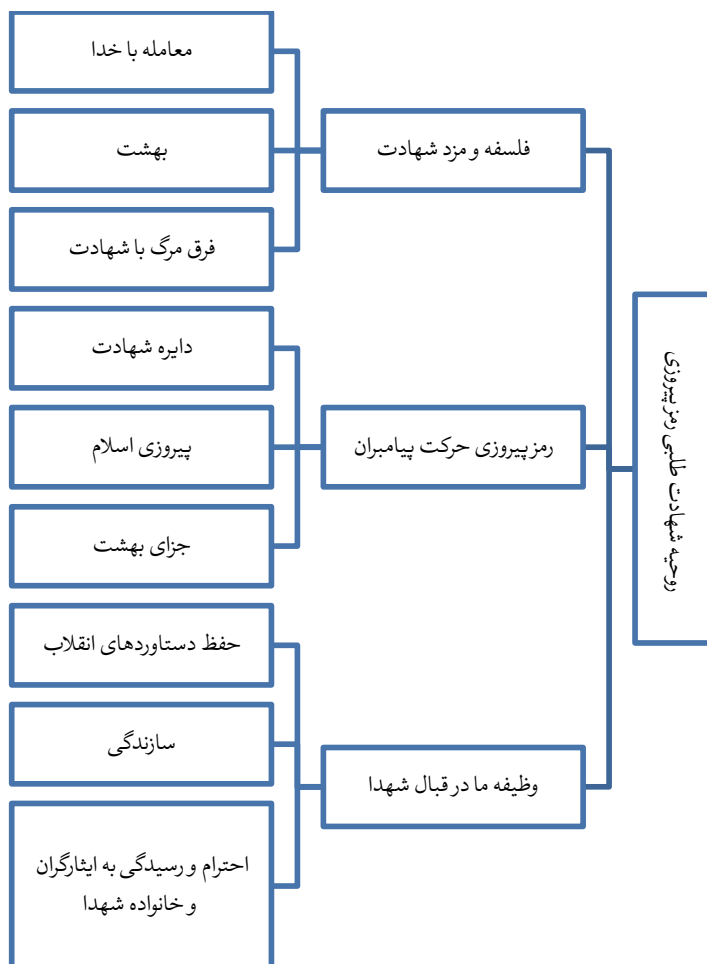 روحیه شهادت طلبی رمز پیروزی
فلسفه و مزد شهادت
معامله با خدا
بهشت
فرق مرگ با شهادت
رمز پیروزی حرکت پیامبران
دایره شهادت
پیروزی اسلام
جزای بهشت
وظیفه ما در قبال شهدا
حفظ دستاوردهای انقلاب
سازندگی
احترام و رسیدگی به ایثارگران
و خانواده شهدا